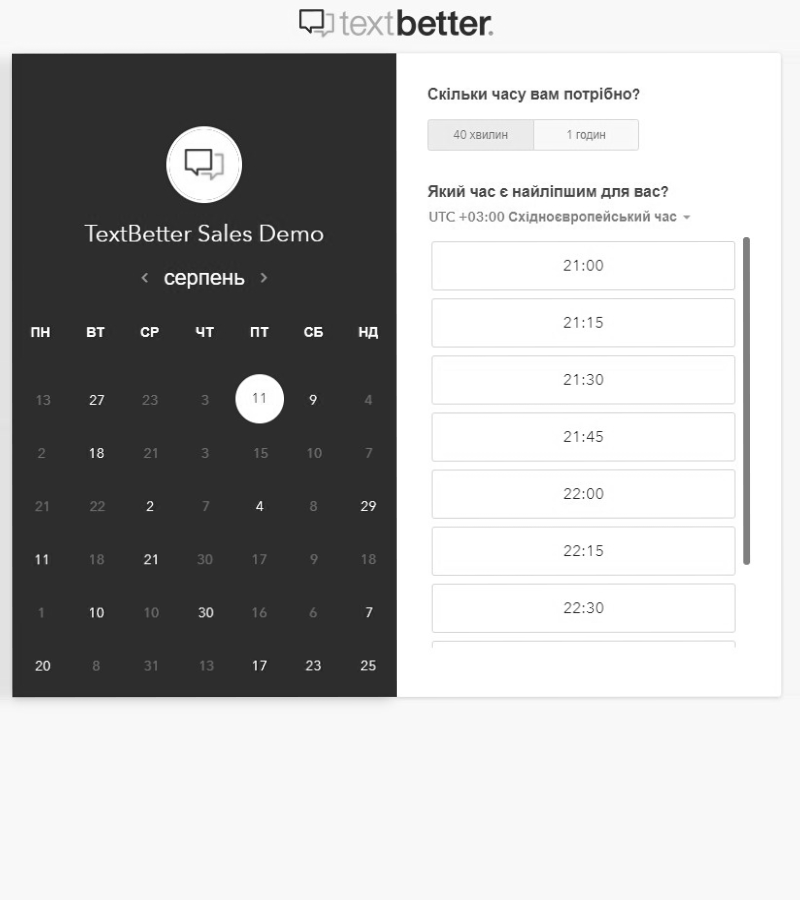 textbetter.
TextBetter Sales Demo
‹ серпень ›
ПН ВТ СР ЧТ ПТ СБ НД
13 27 23 3 11 9 4
2 18 21 3 15 10 7
21 22 2 7 4 8 29
11 18 21 30 17 9 18
1 10 10 30 16 6 7
20 8 31 13 17 23 25
Скільки часу вам потрібно?
40 хвилин 1 годин
Який час є найліпшим для вас?
UTC +03:00 Східноєвропейський час
21:00
21:15
21:30
21:45
22:00
22:15
22:30